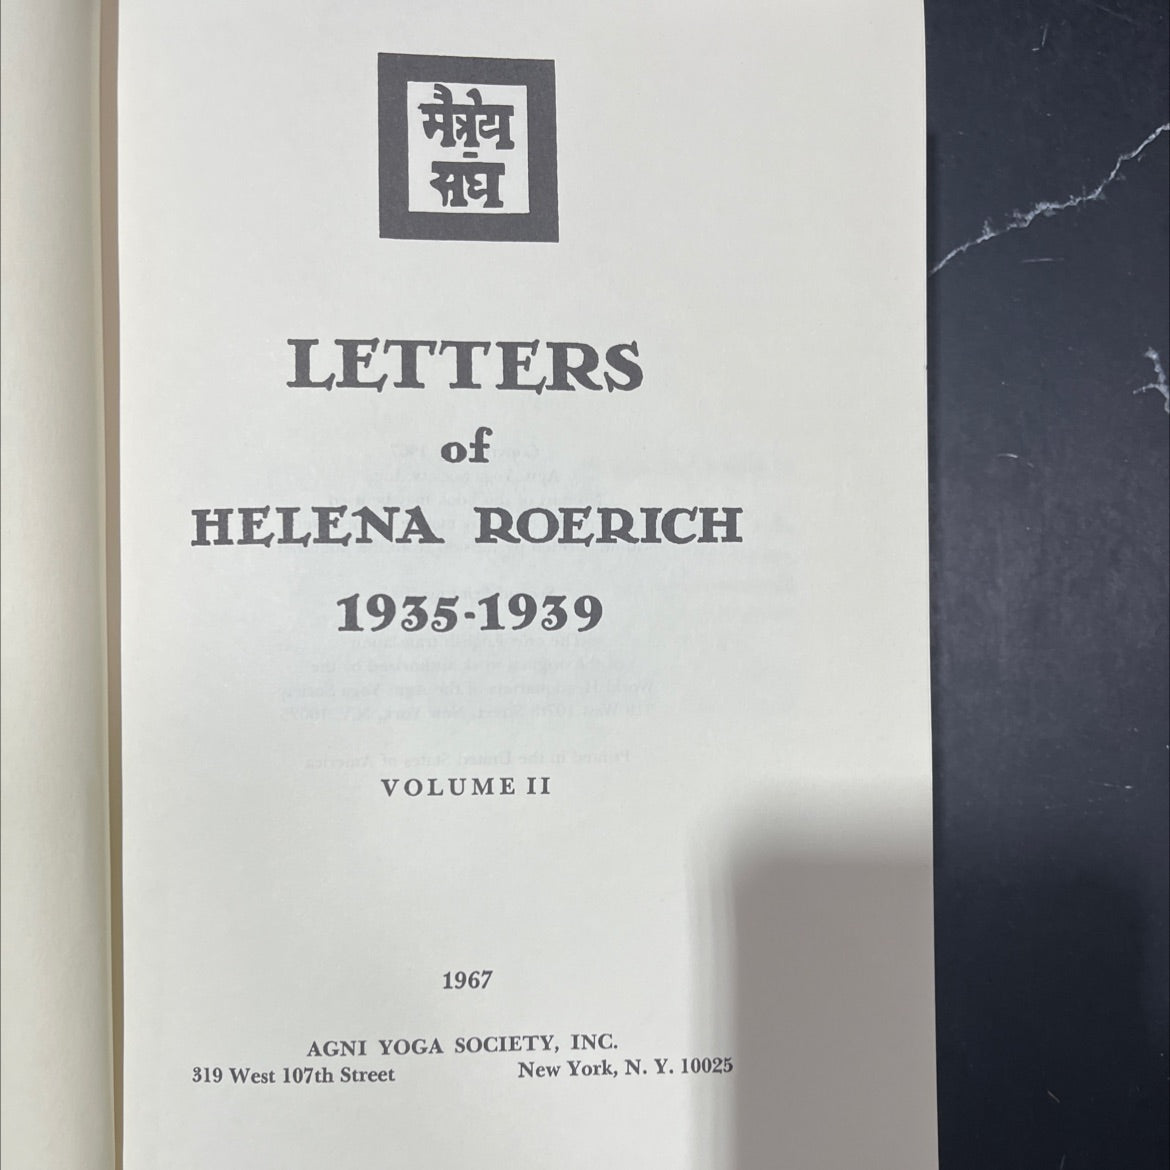 मैत्रेय
-
संघ
LETTERS
of
HELENA ROERICH
1935-1939
VOLUME II
1967
AGNI YOGA SOCIETY, INC.
319 West 107th Street New York, N. Y. 10025